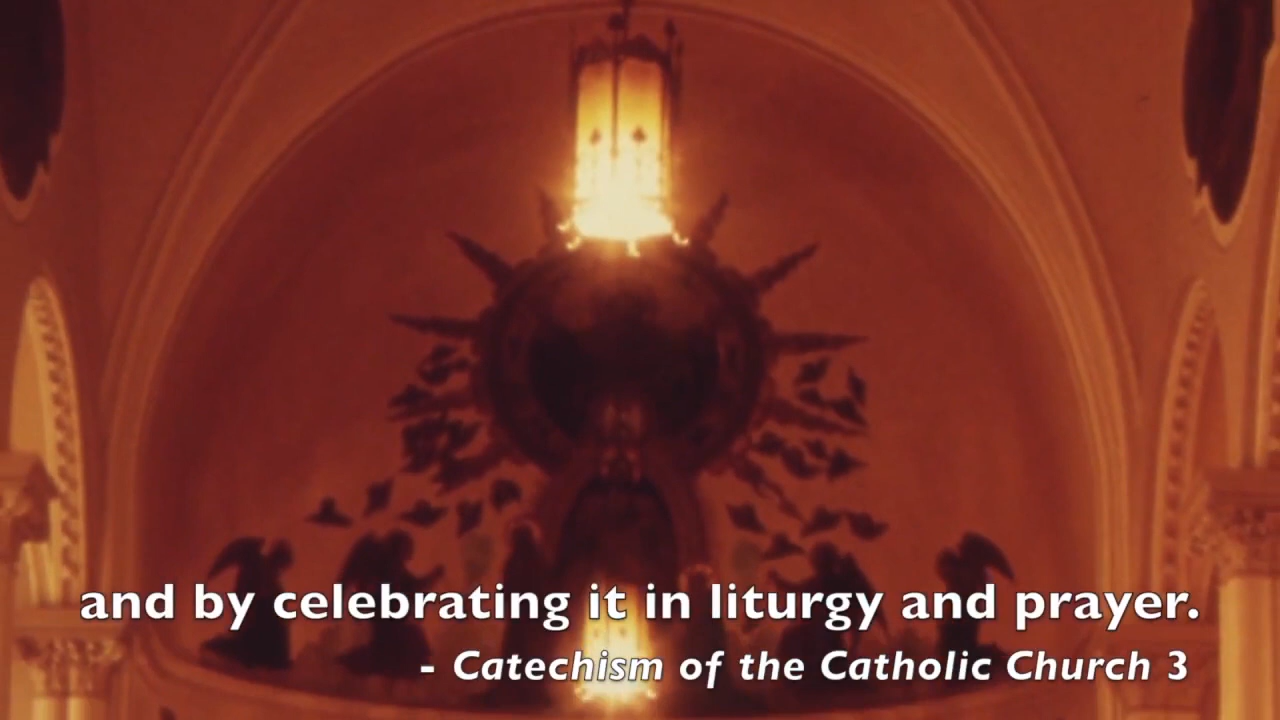 and by celebrating it in liturgy and prayer.
- Catechism of the Catholic Church 3